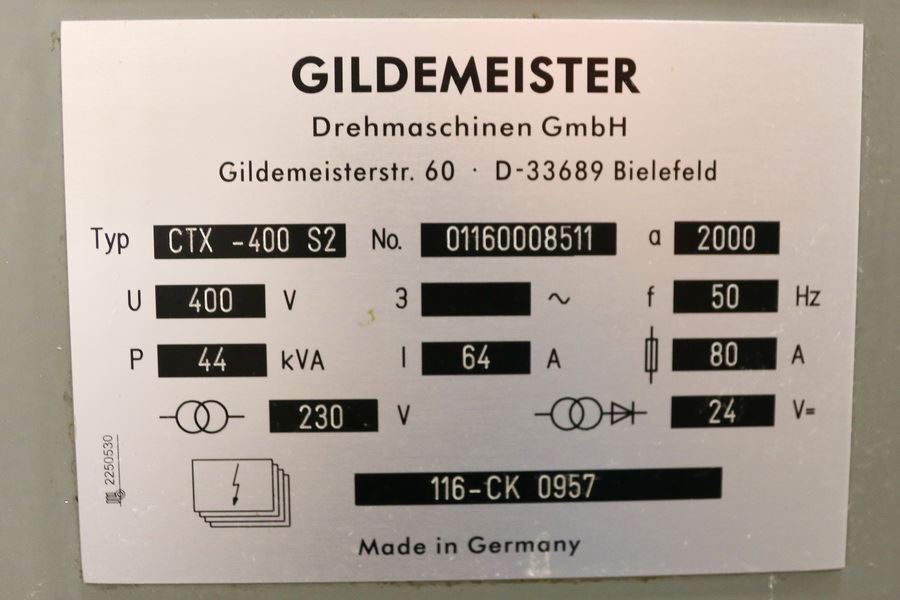 GILDEMEISTER
Drehmaschinen GmbH
Gildemeisterstr. 60 · D-33689 Bielefeld
Typ CTX -400 S2 No. 01160008511 a 2000
U 400 V 3 ~ f 50 Hz
P 44 kVA I 64 A 80 A
230 V 24 V=
2250530
116-CK 0957
Made in Germany